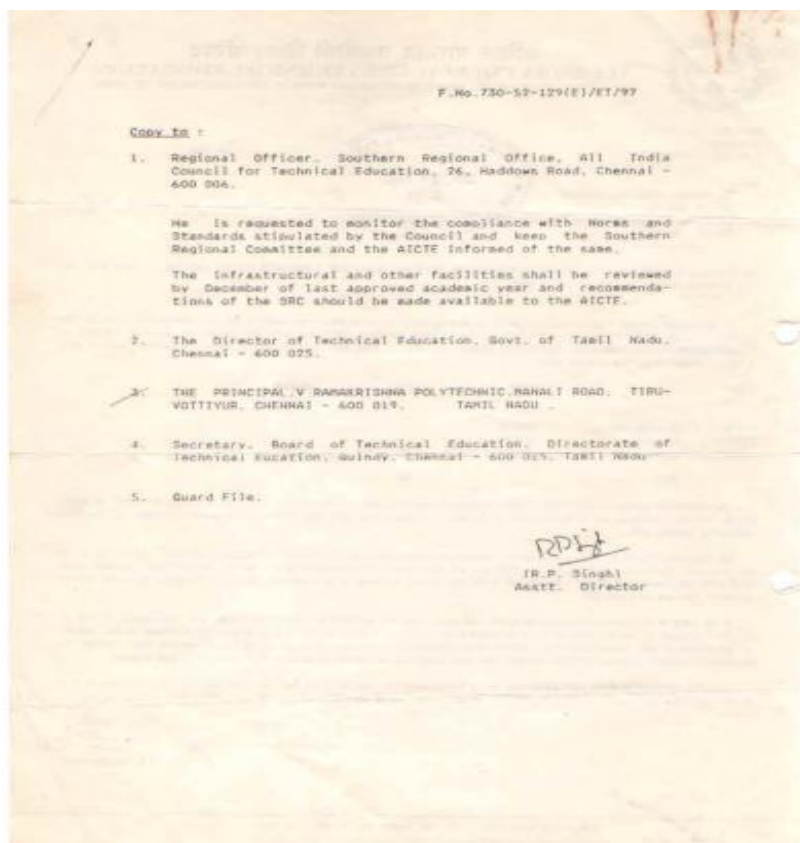 F.No.730-52-129(E)/ET/97
Copy to :
1. Regional Officer, Southern Regional Office, All India
Council for Technical Education, 26, Haddows Road, Chennai -
600 006.
He is requested to monitor the compliance with Norms and
Standards stipulated by the Council and keep the Southern
Regional Committee and the AICTE informed of the same.
The infrastructural and other facilities shall be reviewed
by December of last approved academic year and recommenda-
tions of the SRC should be made available to the AICTE.
2. The Director of Technical Education, Govt. of Tamil Nadu,
Chennai - 600 025.
3. THE PRINCIPAL,V RAMAKRISHNA POLYTECHNIC,MANALI ROAD, TIRU-
VOTTIYUR, CHENNAI - 600 019. TAMIL NADU .
4. Secretary, Board of Technical Education, Directorate of
Technical Eucation, Guindy, Chennai - 600 025, Tamil Nadu
5. Guard File.
RPSingh
(R.P. Singh)
Asstt. Director